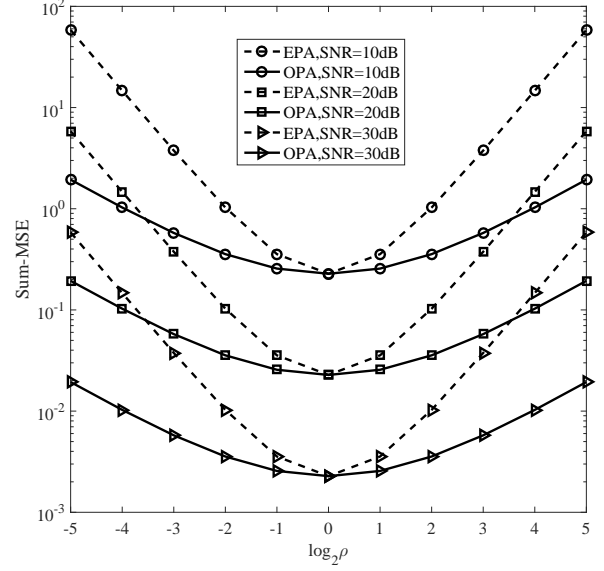 10^2
10^1
10^0
10^-1
10^-2
10^-3
Sum-MSE
EPA,SNR=10dB
OPA,SNR=10dB
EPA,SNR=20dB
OPA,SNR=20dB
EPA,SNR=30dB
OPA,SNR=30dB
-5 -4 -3 -2 -1 0 1 2 3 4 5
log₂ρ